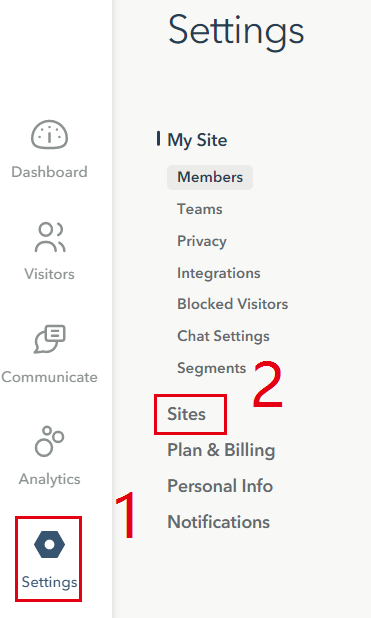 Settings
My Site
Members
Teams
Privacy
Integrations
Blocked Visitors
Chat Settings
Segments
2
Sites
Plan & Billing
Personal Info
Notifications
Dashboard
Visitors
Communicate
Analytics
1
Settings